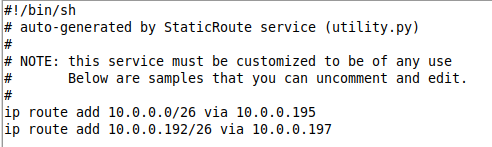 #!/bin/sh
# auto-generated by StaticRoute service (utility.py)
#
# NOTE: this service must be customized to be of any use
#       Below are samples that you can uncomment and edit.
#
ip route add 10.0.0.0/26 via 10.0.0.195
ip route add 10.0.0.192/26 via 10.0.0.197